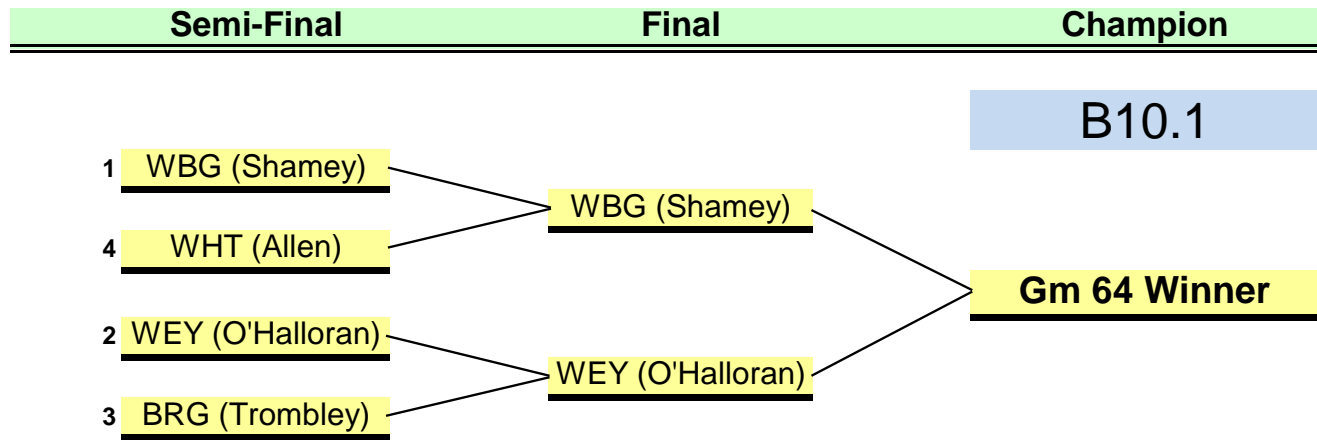 Semi-Final Final Champion
B10.1
1 WBG (Shamey)
WBG (Shamey)
4 WHT (Allen)
Gm 64 Winner
2 WEY (O'Halloran)
WEY (O'Halloran)
3 BRG (Trombley)